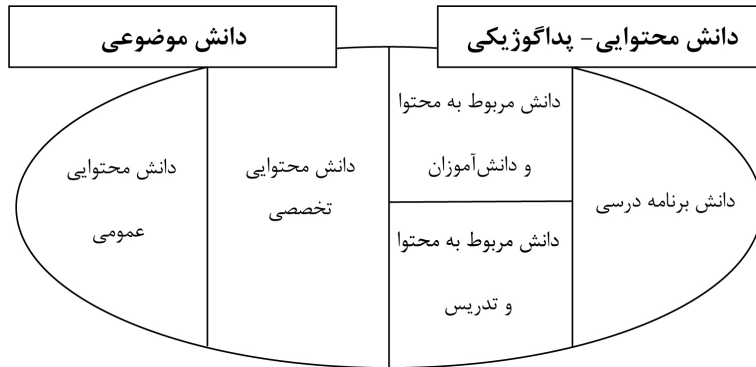 دانش محتوایی- پداگوژیکی
دانش موضوعی
دانش برنامه درسی
دانش مربوط به محتوا
و دانش‌آموزان
دانش مربوط به محتوا
و تدریس
دانش محتوایی
تخصصی
دانش محتوایی
عمومی